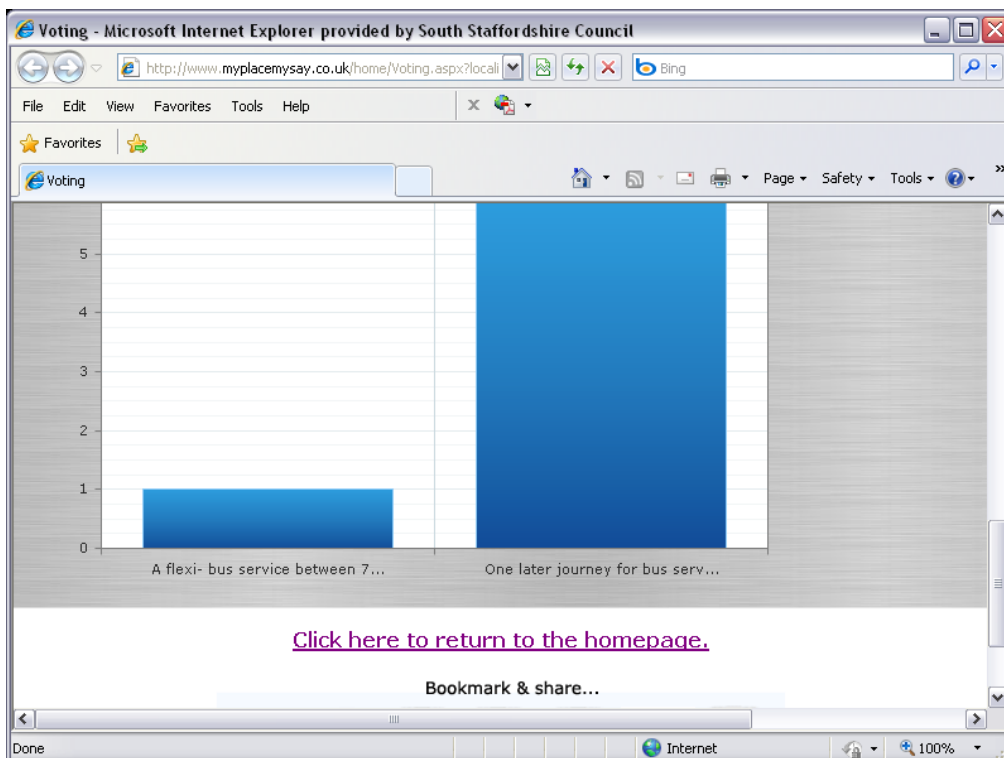 Voting - Microsoft Internet Explorer provided by South Staffordshire Council
http://www.myplacemysay.co.uk/home/Voting.aspx?locali
Bing
File Edit View Favorites Tools Help
X
Favorites
Voting
Page Safety Tools »
5
4
3
2
1
0
A flexi- bus service between 7...
One later journey for bus serv...
Click here to return to the homepage.
Bookmark & share...
Done
Internet
100%